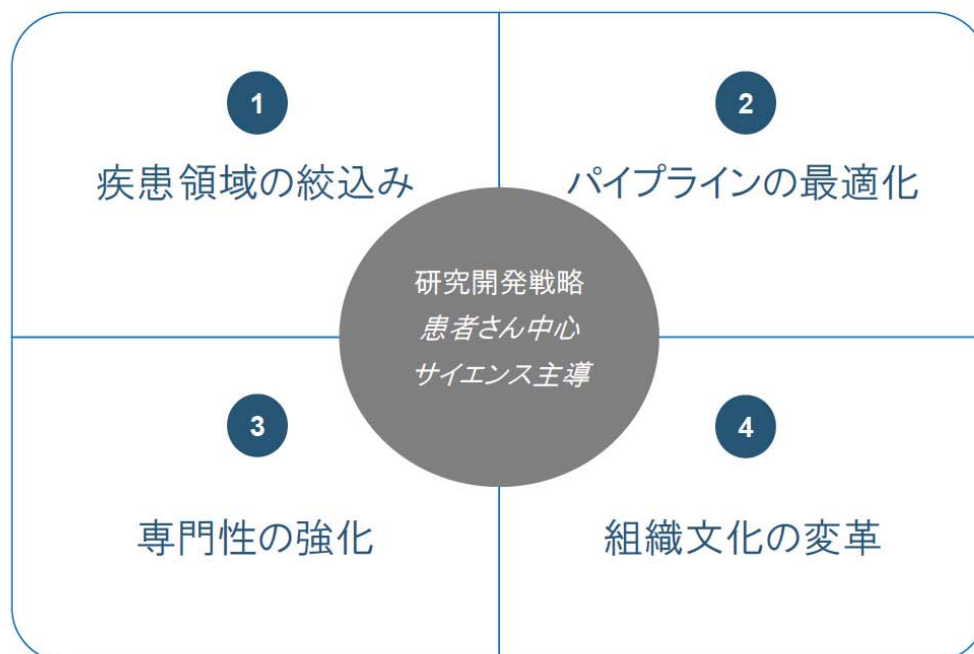 1
疾患領域の絞込み
2
パイプラインの最適化
研究開発戦略
患者さん中心
サイエンス主導
3
専門性の強化
4
組織文化の変革